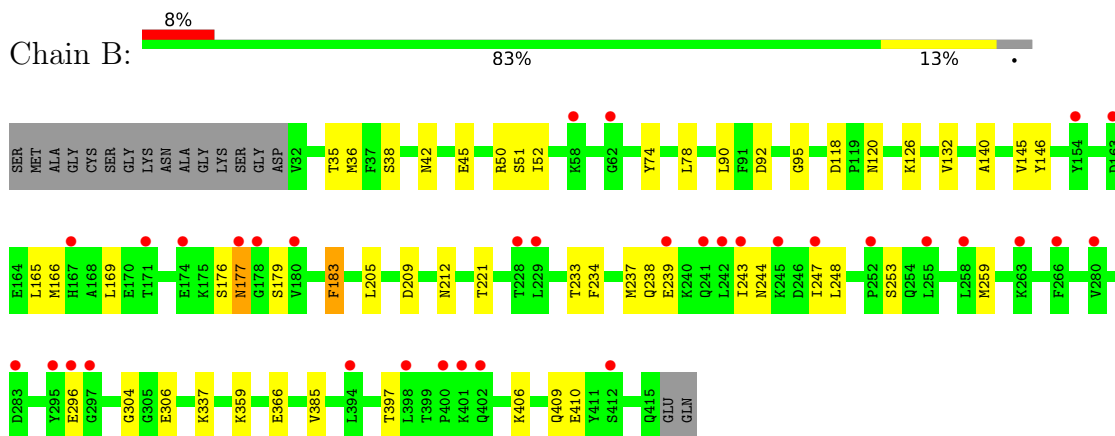 8%
Chain B:
83% 13% •
SER MET ALA GLY CYS SER GLY LYS ASN ALA GLY LYS SER GLY ASP V32 T35 M36 F37 S38 N42 E45 R50 S51 I52 K58 G62 Y74 L78 L90 F91 D92 G95 D118 P119 N120 K126 V132 A140 V145 Y146 Y154 D163
E164 L165 M166 H167 A168 L169 E170 T171 E174 K175 S176 N177 G178 S179 V180 F183 L205 D209 N212 T221 T228 L229 T233 F234 M237 Q238 E239 K240 Q241 L242 I243 N244 K245 D246 I247 L248 P252 S253 Q254 L255 L258 M259 K263 F266 V280
D283 Y295 E296 G297 G304 G305 E306 K337 K359 E366 V385 L394 T397 L398 T399 P400 K401 Q402 K406 Q409 E410 Y411 S412 Q415 GLU GLN